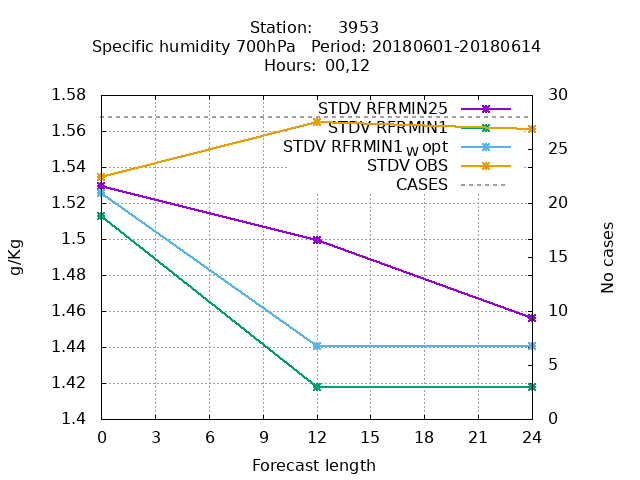 Station: 3953
Specific humidity 700hPa Period: 20180601-20180614
Hours: 00,12
1.58
1.56
1.54
1.52
1.5
1.48
1.46
1.44
1.42
1.4
g/Kg
STDV RFRMIN25
STDV RFRMIN1
STDV RFRMIN1 w opt
STDV OBS
CASES
30
25
20
15
10
5
0
No cases
0 3 6 9 12 15 18 21 24
Forecast length